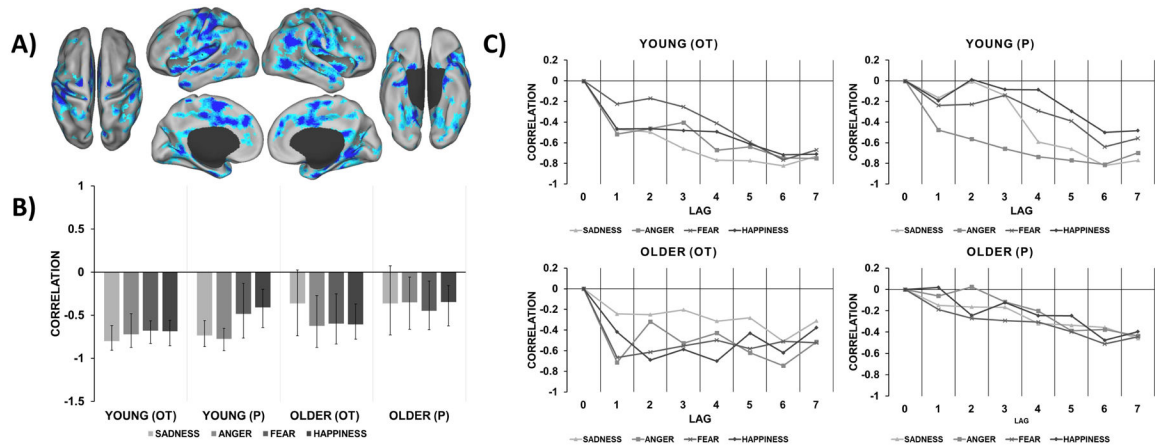 A)
B)
1
0.5
0
-0.5
-1
-1.5
CORRELATION
YOUNG (OT) YOUNG (P) OLDER (OT) OLDER (P)
SADNESS ANGER FEAR HAPPINESS
C)
YOUNG (OT)
0.2
0
-0.2
-0.4
-0.6
-0.8
-1
CORRELATION
0 1 2 3 4 5 6 7
LAG
SADNESS ANGER FEAR HAPPINESS
YOUNG (P)
0.2
0
-0.2
-0.4
-0.6
-0.8
-1
CORRELATION
0 1 2 3 4 5 6 7
LAG
SADNESS ANGER FEAR HAPPINESS
OLDER (OT)
0.2
0
-0.2
-0.4
-0.6
-0.8
-1
CORRELATION
0 1 2 3 4 5 6 7
LAG
SADNESS ANGER FEAR HAPPINESS
OLDER (P)
0.2
0
-0.2
-0.4
-0.6
-0.8
-1
CORRELATION
0 1 2 3 4 5 6 7
LAG
SADNESS ANGER FEAR HAPPINESS